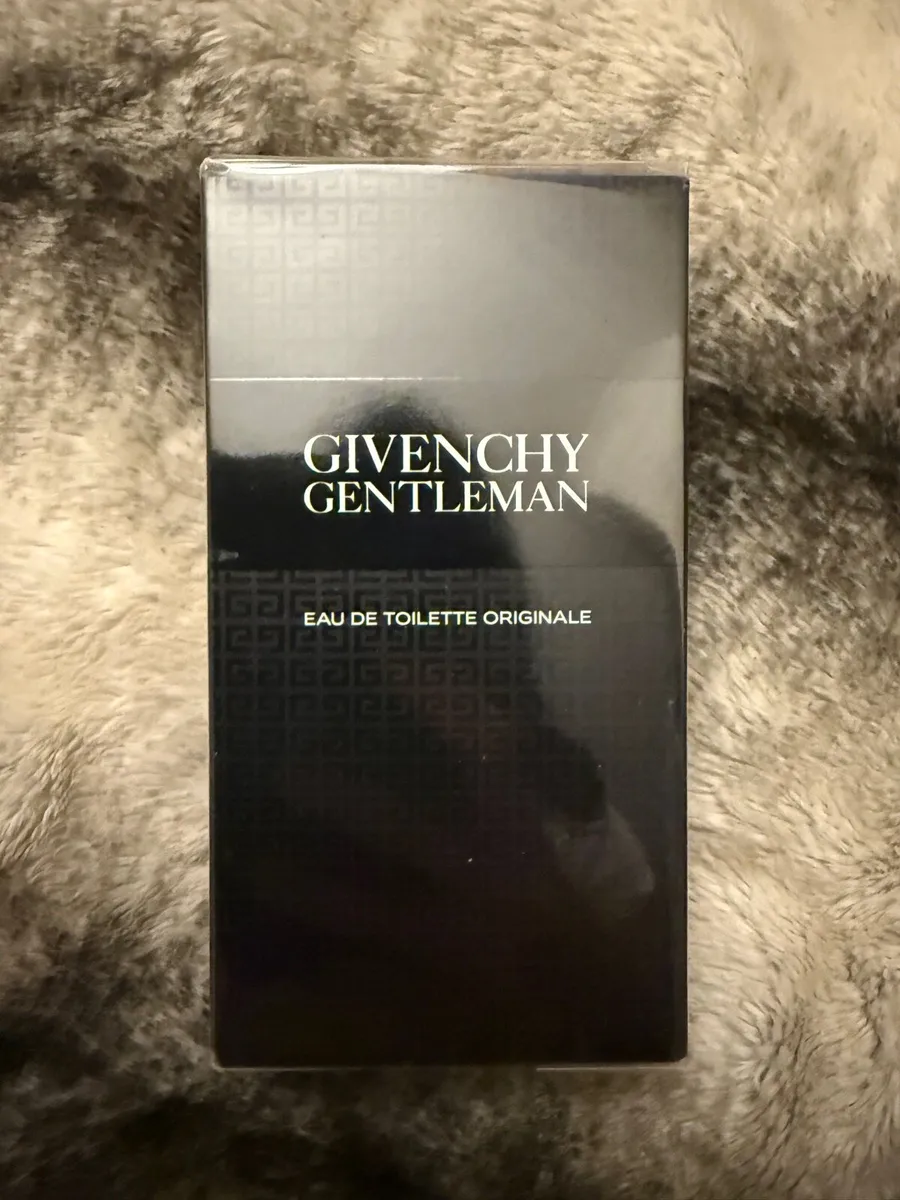 GIVENCHY
GENTLEMAN
EAU DE TOILETTE ORIGINALE